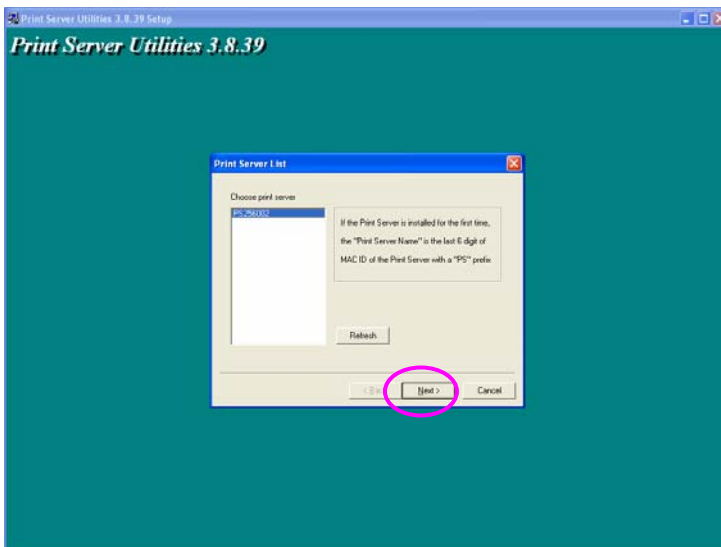 Print Server Utilities 3.8.39 Setup
Print Server Utilities 3.8.39
Print Server List
Choose print server
PS256002
If the Print Server is installed for the first time,
the "Print Server Name" is the last 6 digit of
MAC ID of the Print Server with a "PS" prefix
Refresh
Next >
Cancel